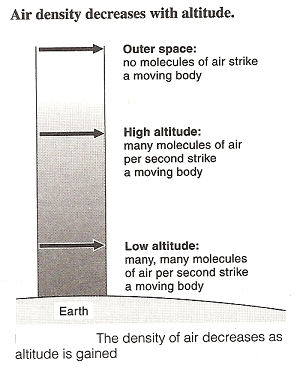 Air density decreases with altitude.
Outer space:
no molecules of air strike
a moving body
High altitude:
many molecules of air
per second strike
a moving body
Low altitude:
many, many molecules
of air per second strike
a moving body
Earth
The density of air decreases as
altitude is gained